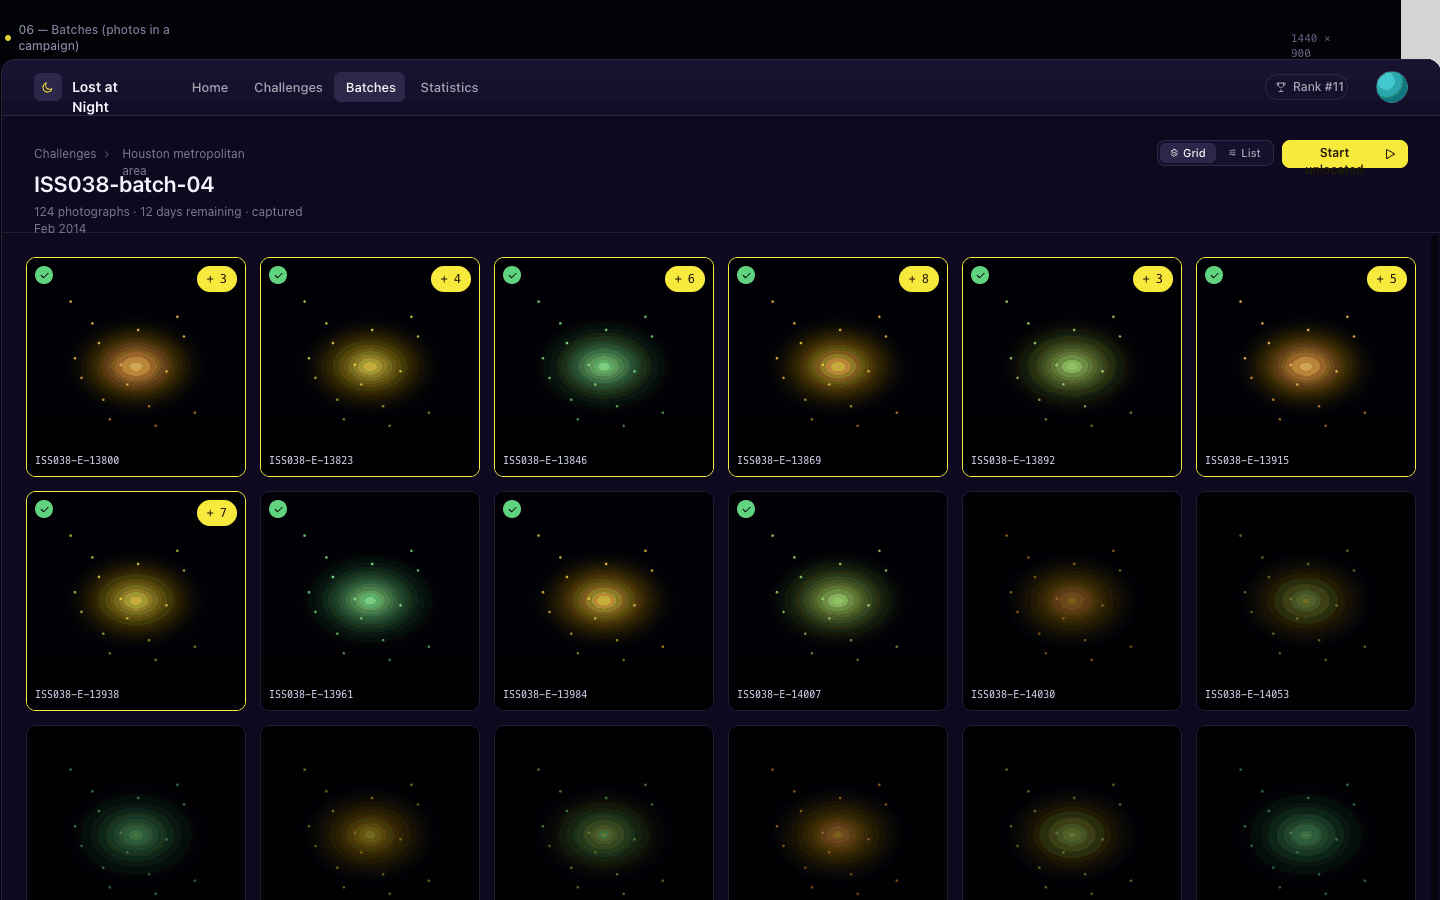 06 — Batches (photos in a
campaign)
1440 ×
900
Lost at
Night
Home
Challenges
Batches
Statistics
Rank #11
Challenges
Houston metropolitan
area
ISS038-batch-04
124 photographs · 12 days remaining · captured
Feb 2014
Grid
List
Start
unlocated
+ 3
+ 4
+ 6
+ 8
+ 3
+ 5
ISS038-E-13800
ISS038-E-13823
ISS038-E-13846
ISS038-E-13869
ISS038-E-13892
ISS038-E-13915
+ 7
ISS038-E-13938
ISS038-E-13961
ISS038-E-13984
ISS038-E-14007
ISS038-E-14030
ISS038-E-14053